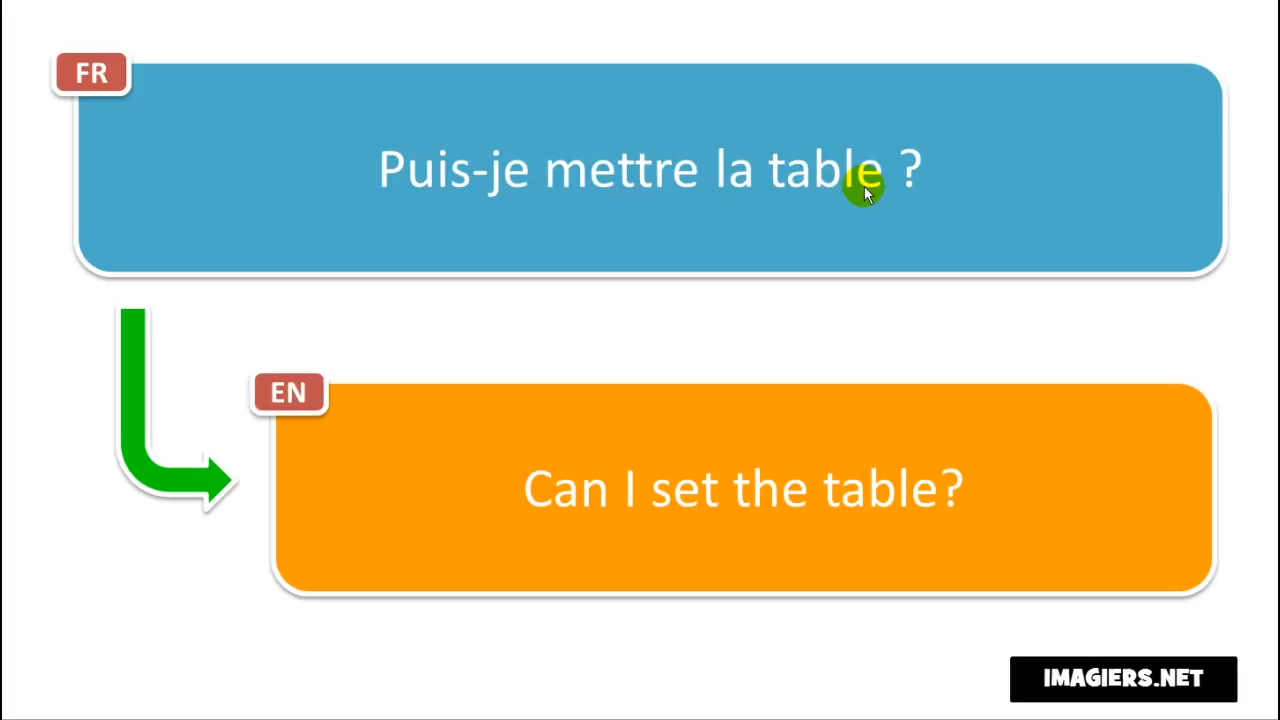 FR
Puis-je mettre la table ?
EN
Can I set the table?
IMAGIERS.NET